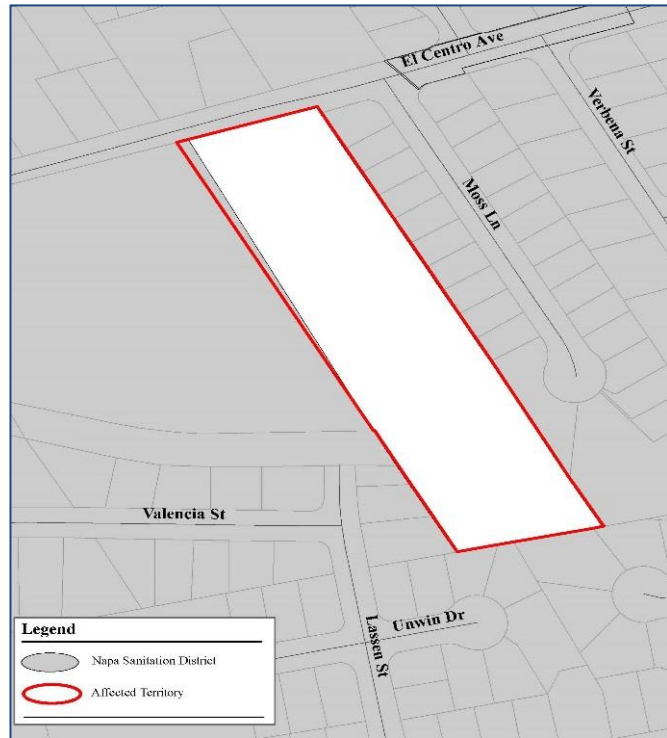 El Centro Ave
Verbena St
Moss Ln
Valencia St
Unwin Dr
Lassen St
Legend
Napa Sanitation District
Affected Territory